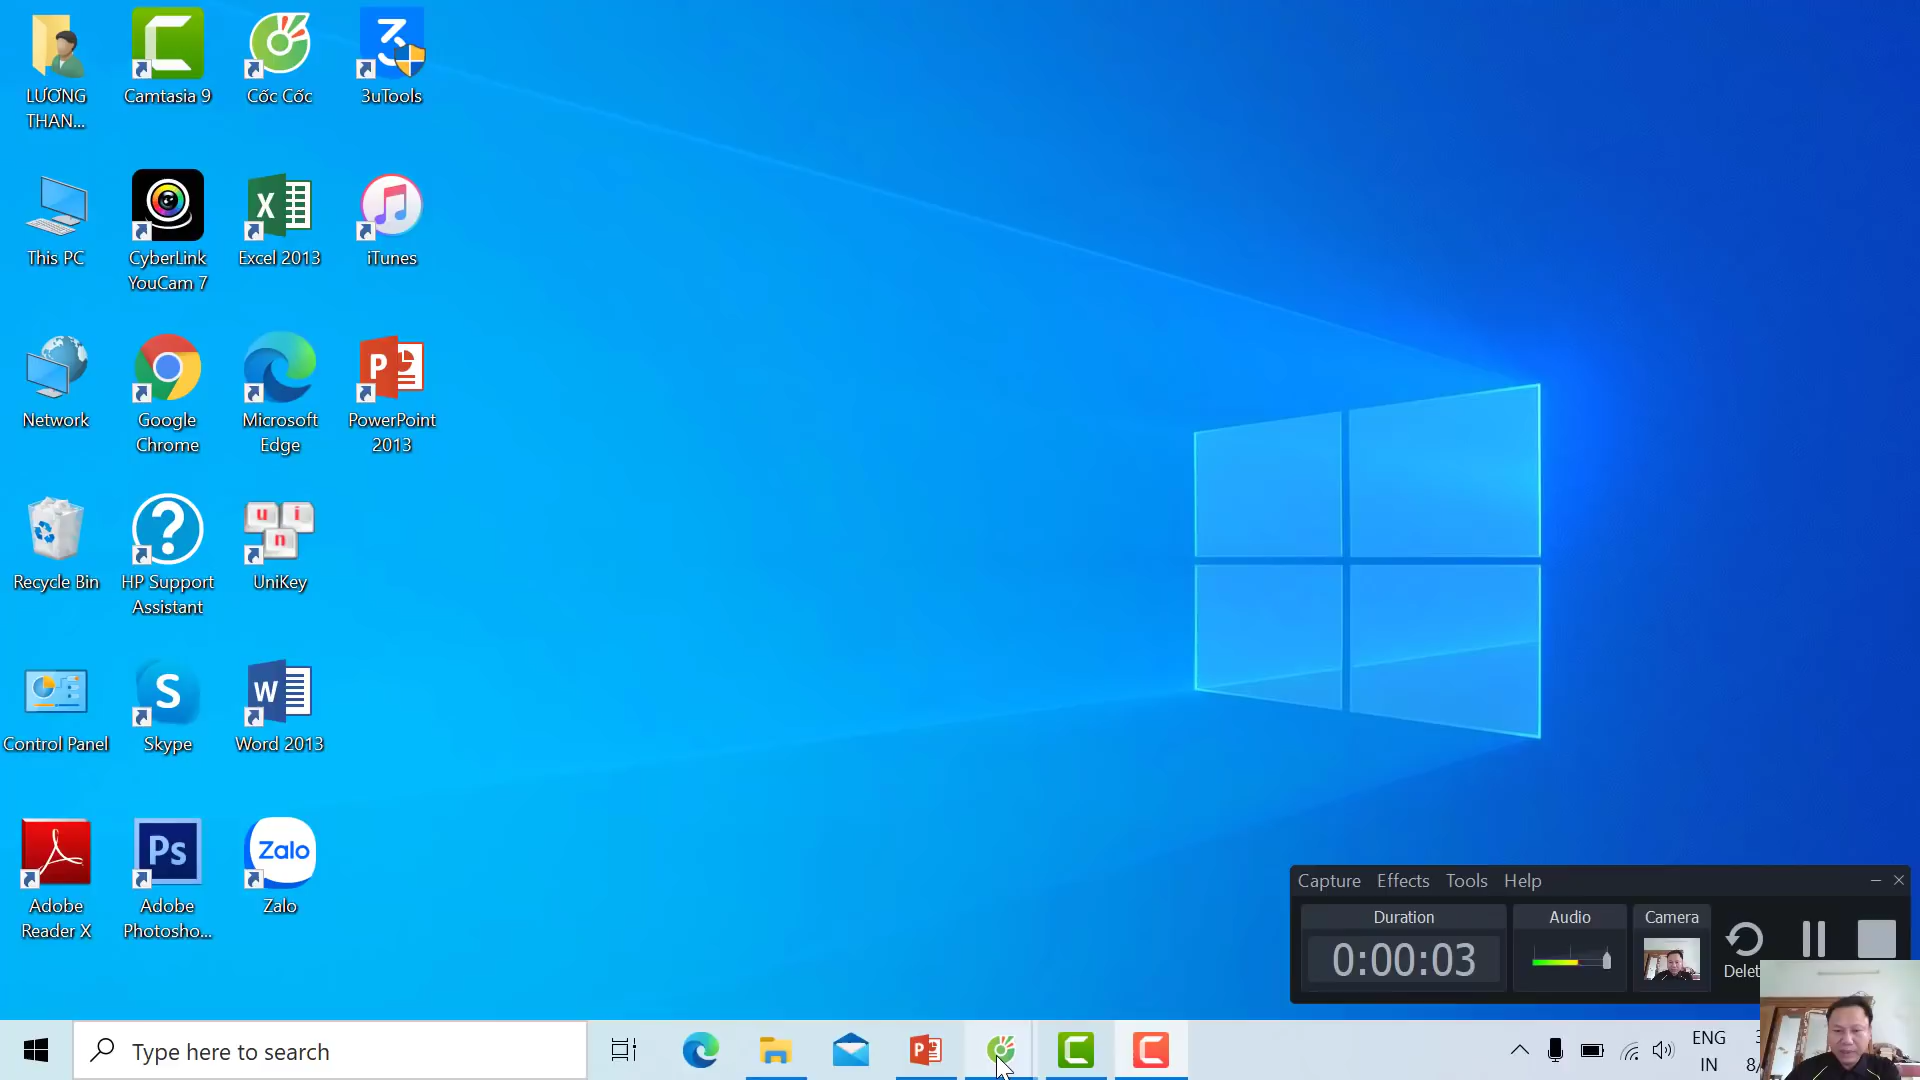 LƯƠNG
THAN...
Camtasia 9
Cốc Cốc
3uTools
This PC
CyberLink
YouCam 7
Excel 2013
iTunes
Network
Google
Chrome
Microsoft
Edge
PowerPoint
2013
Recycle Bin
HP Support
Assistant
UniKey
Control Panel
Skype
Word 2013
Adobe
Reader X
Adobe
Photosho...
Zalo
Capture Effects Tools Help
Duration
Audio
Camera
0:00:03
Delet
Type here to search
ENG
IN